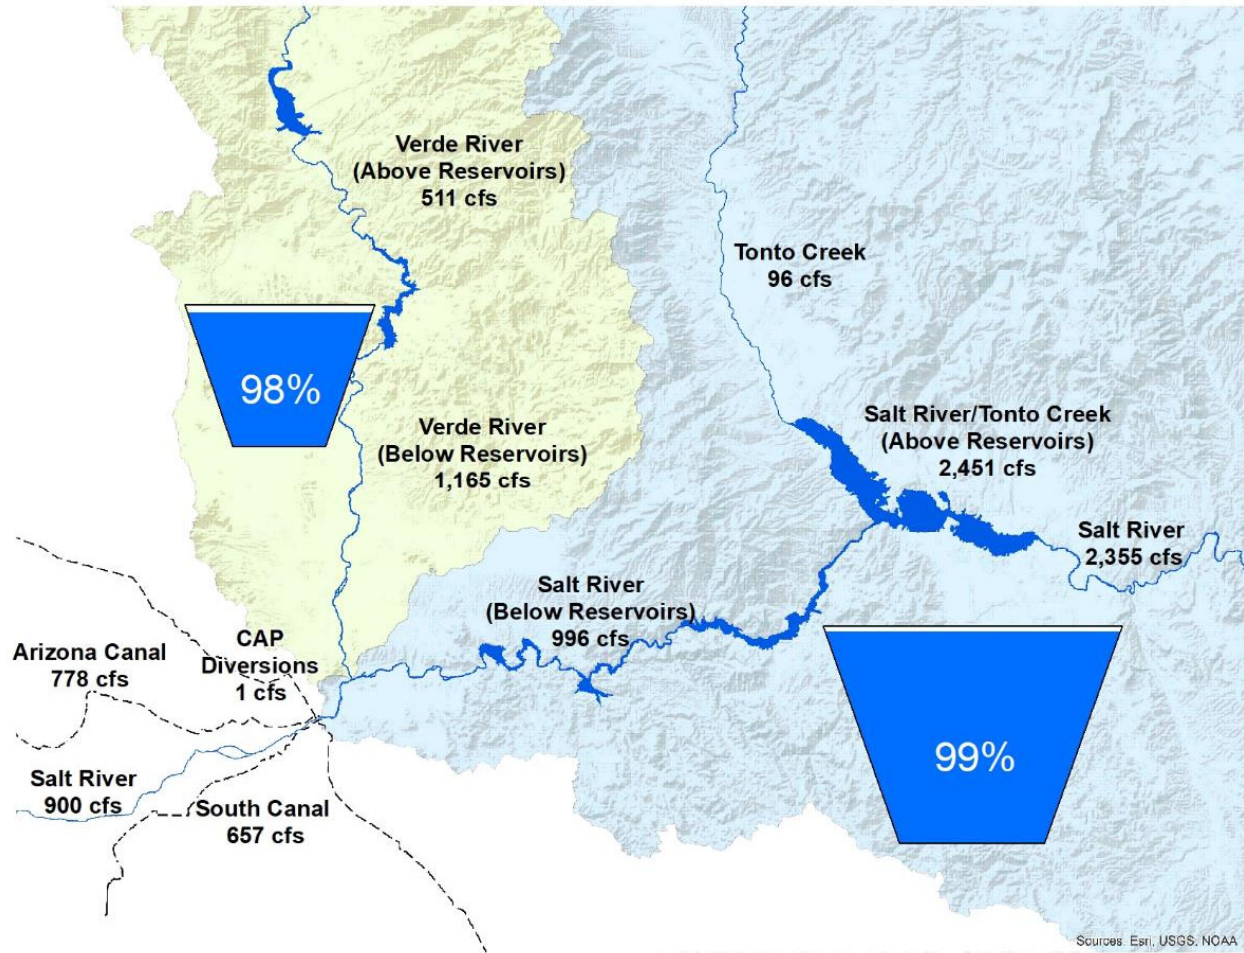 Verde River
(Above Reservoirs)
511 cfs
Tonto Creek
96 cfs
98%
Verde River
(Below Reservoirs)
1,165 cfs
Salt River/Tonto Creek
(Above Reservoirs)
2,451 cfs
Salt River
2,355 cfs
Salt River
(Below Reservoirs)
996 cfs
CAP
Diversions
1 cfs
Arizona Canal
778 cfs
99%
Salt River
900 cfs
South Canal
657 cfs
Sources: Esri, USGS, NOAA